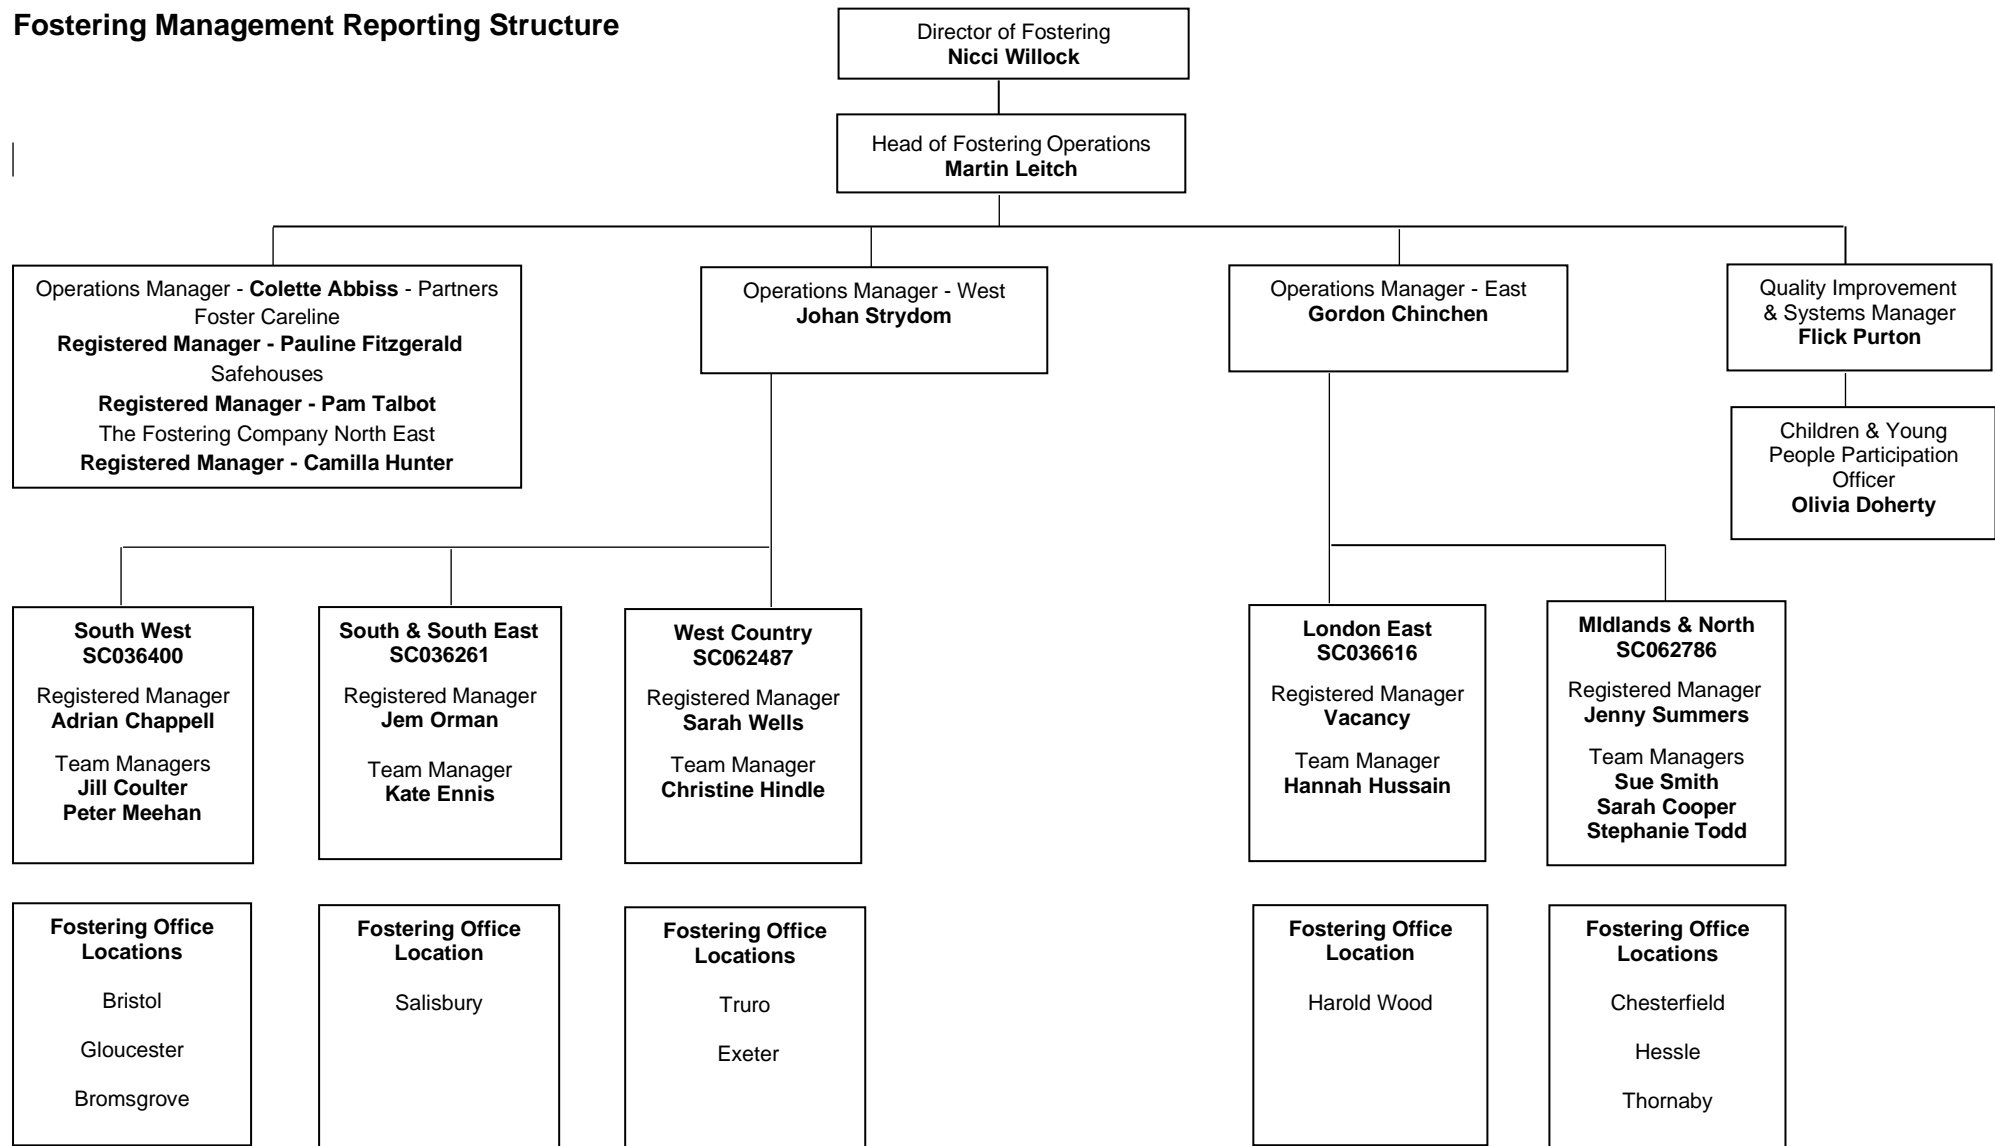 Fostering Management Reporting Structure
Director of Fostering
Nicci Willock
Head of Fostering Operations
Martin Leitch
Operations Manager - Colette Abbiss - Partners
Foster Careline
Registered Manager - Pauline Fitzgerald
Safehouses
Registered Manager - Pam Talbot
The Fostering Company North East
Registered Manager - Camilla Hunter
Operations Manager - West
Johan Strydom
Operations Manager - East
Gordon Chinchen
Quality Improvement
& Systems Manager
Flick Purton
Children & Young
People Participation
Officer
Olivia Doherty
South West
SC036400
Registered Manager
Adrian Chappell
Team Managers
Jill Coulter
Peter Meehan
South & South East
SC036261
Registered Manager
Jem Orman
Team Manager
Kate Ennis
West Country
SC062487
Registered Manager
Sarah Wells
Team Manager
Christine Hindle
London East
SC036616
Registered Manager
Vacancy
Team Manager
Hannah Hussain
MIdlands & North
SC062786
Registered Manager
Jenny Summers
Team Managers
Sue Smith
Sarah Cooper
Stephanie Todd
Fostering Office
Locations
Bristol
Gloucester
Bromsgrove
Fostering Office
Location
Salisbury
Fostering Office
Locations
Truro
Exeter
Fostering Office
Location
Harold Wood
Fostering Office
Locations
Chesterfield
Hessle
Thornaby